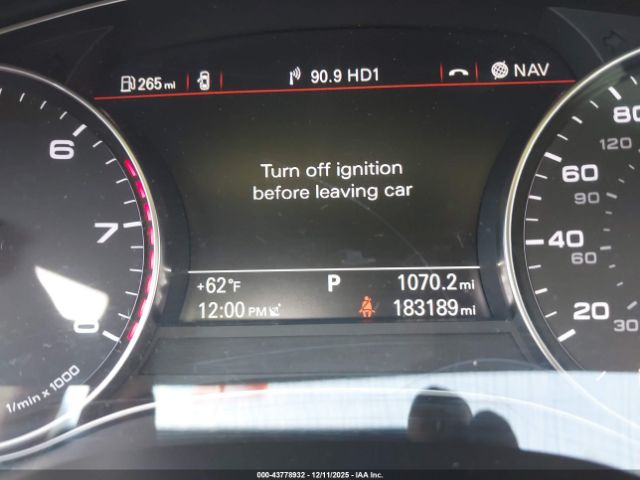 265 mi
90.9 HD1
NAV
Turn off ignition
before leaving car
+62°F
P
1070.2 mi
12:00 PM
183189 mi
6
7
8
1/min x 1000
80
120
60
90
40
60
20
30
000-43778932 - 12/11/2025 - IAA Inc.